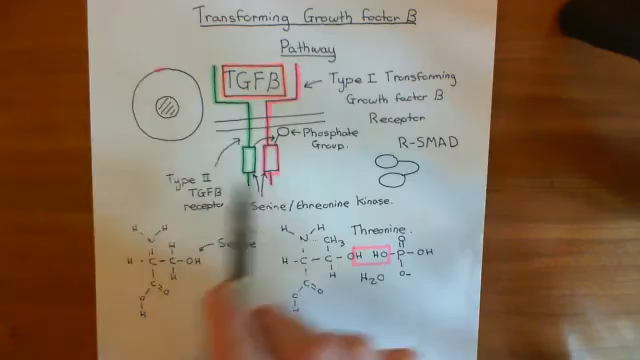 Transforming Growth factor β
Pathway
TGFβ
Type I Transforming
Growth factor β
Receptor
Phosphate
Group.
R-SMAD
Type II
TGFβ
receptor
Serine/threonine Kinase.
Threonine.
H H
N H
H C C OH
H
C O
O
H
H H
N CH₃
H C C OH HO P OH
O
H
O-
C O
O
H₂O